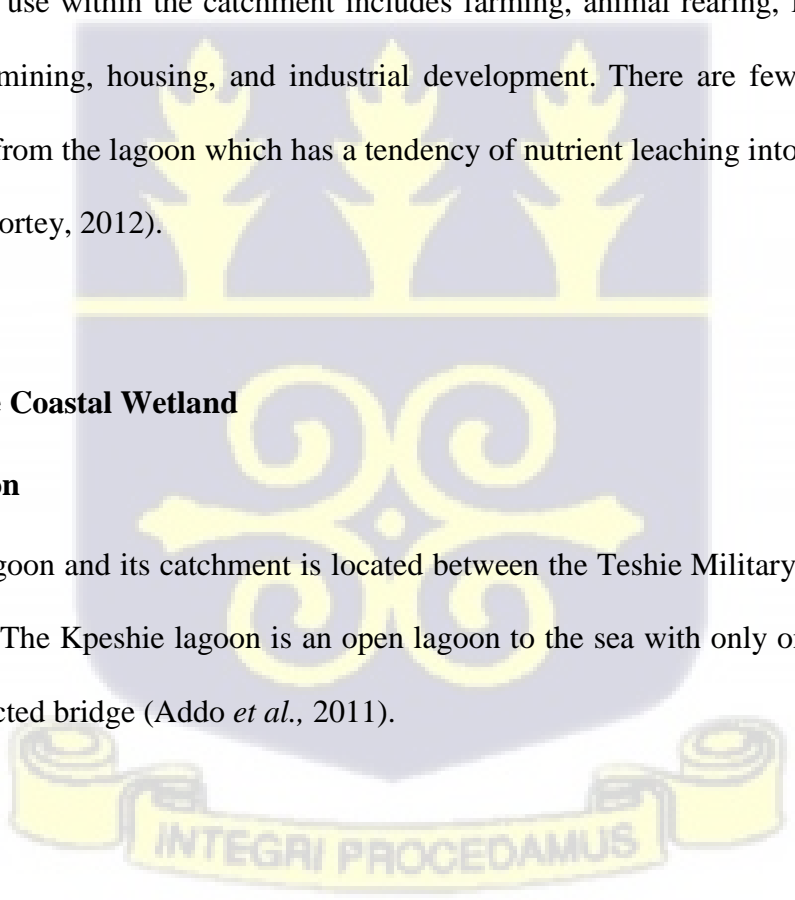 use within the catchment includes farming, animal rearing,
mining, housing, and industrial development. There are few
from the lagoon which has a tendency of nutrient leaching into
ortey, 2012).
Coastal Wetland
on
goon and its catchment is located between the Teshie Military
The Kpeshie lagoon is an open lagoon to the sea with only
cted bridge (Addo et al., 2011).
INTEGRI PROCEDAMUS